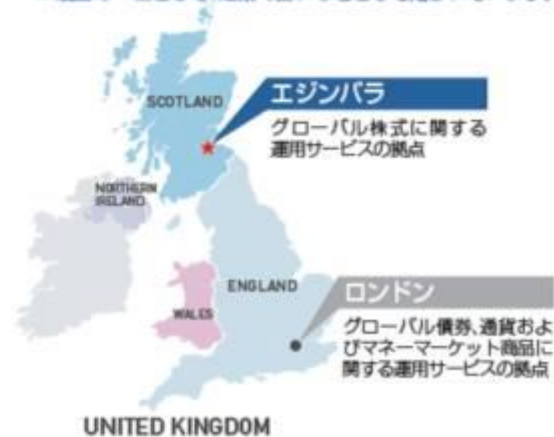 SCOTLAND
エジンバラ
グローバル株式に関する
運用サービスの拠点
NORTHERN
IRELAND
ENGLAND
WALES
ロンドン
グローバル債券、通貨およ
びマネーマーケット商品に
関する運用サービスの拠点
UNITED KINGDOM